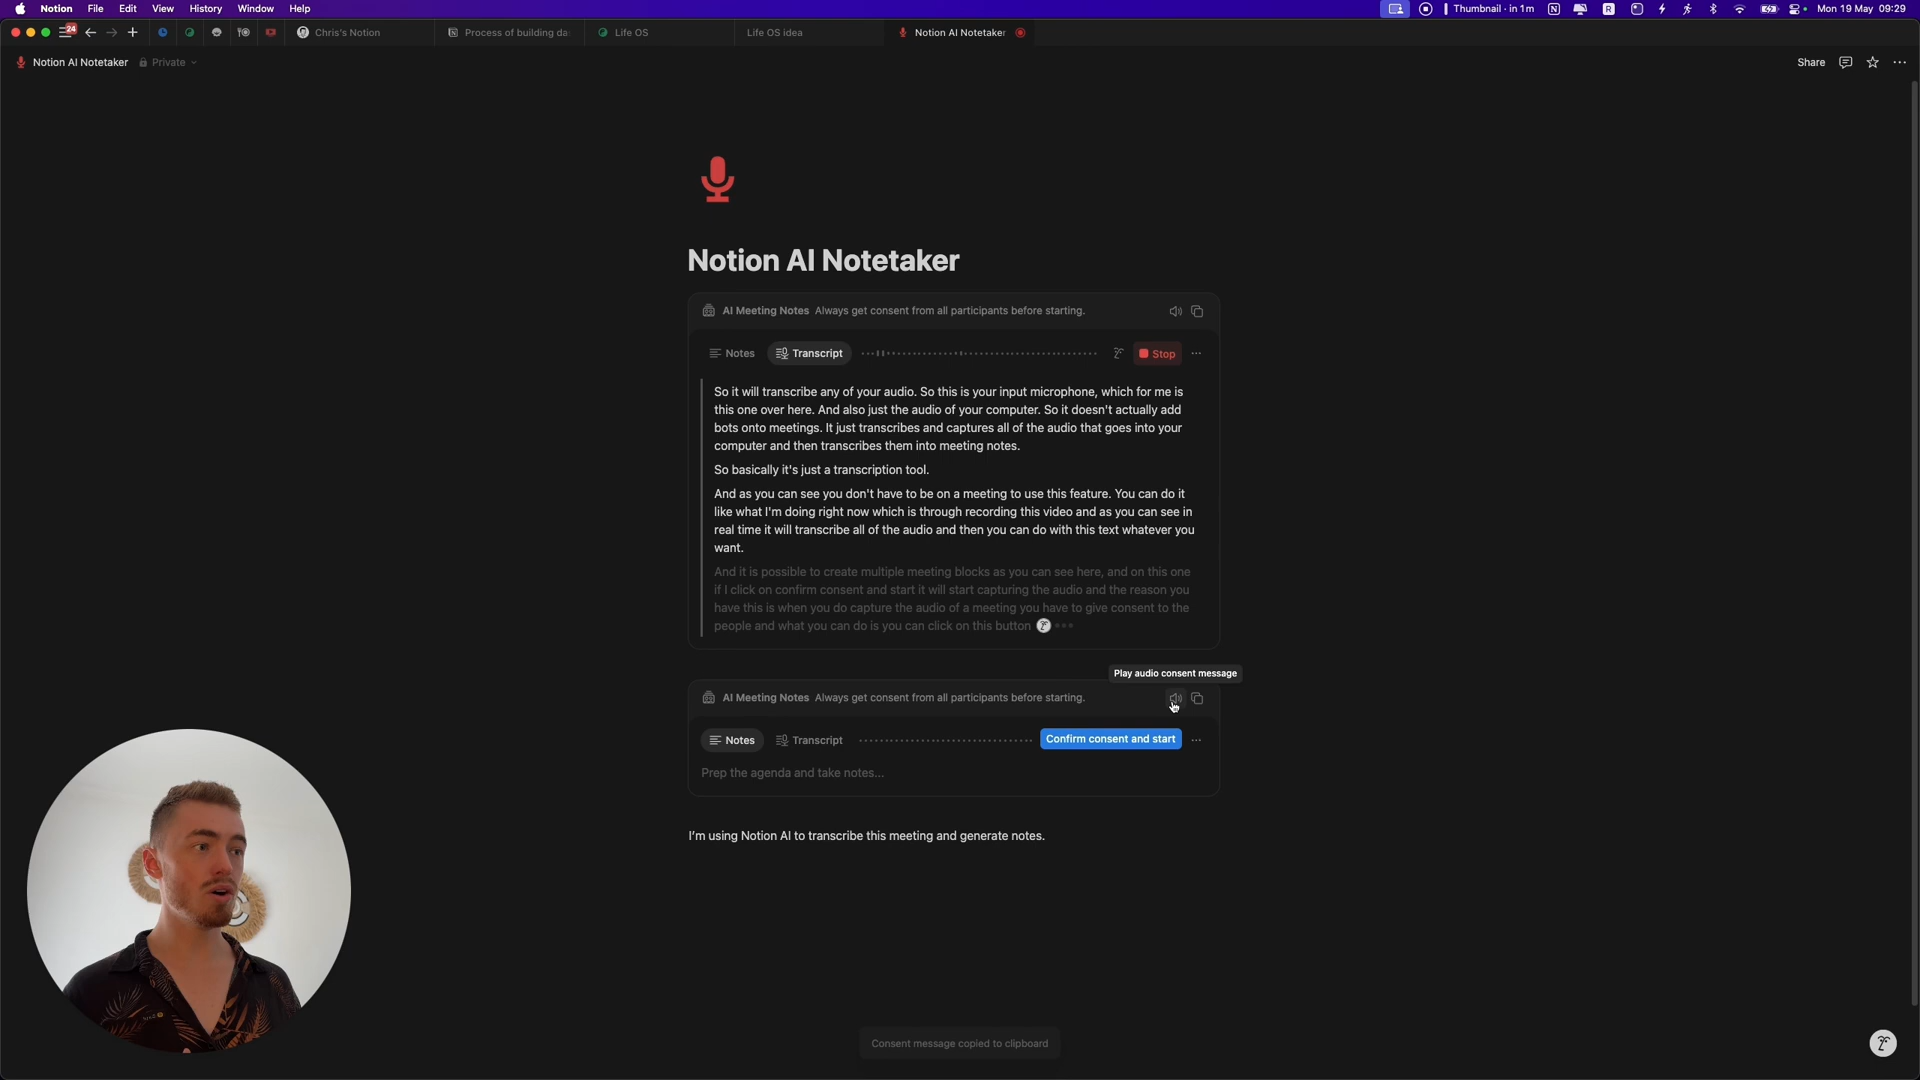 Notion File Edit View History Window Help
Thumbnail · in 1m
Mon 19 May 09:29
24
Chris's Notion
Process of building da
Life OS
Life OS idea
Notion AI Notetaker
Notion AI Notetaker
Private
Share
Notion AI Notetaker
AI Meeting Notes Always get consent from all participants before starting.
Notes Transcript Stop
So it will transcribe any of your audio. So this is your input microphone, which for me is
this one over here. And also just the audio of your computer. So it doesn't actually add
bots onto meetings. It just transcribes and captures all of the audio that goes into your
computer and then transcribes them into meeting notes.
So basically it's just a transcription tool.
And as you can see you don't have to be on a meeting to use this feature. You can do it
like what I'm doing right now which is through recording this video and as you can see in
real time it will transcribe all of the audio and then you can do with this text whatever you
want.
And it is possible to create multiple meeting blocks as you can see here, and on this one
if I click on confirm consent and start it will start capturing the audio and the reason you
have this is when you do capture the audio of a meeting you have to give consent to the
people and what you can do is you can click on this button
Play audio consent message
AI Meeting Notes Always get consent from all participants before starting.
Notes Transcript Confirm consent and start
Prep the agenda and take notes...
I'm using Notion AI to transcribe this meeting and generate notes.
Consent message copied to clipboard